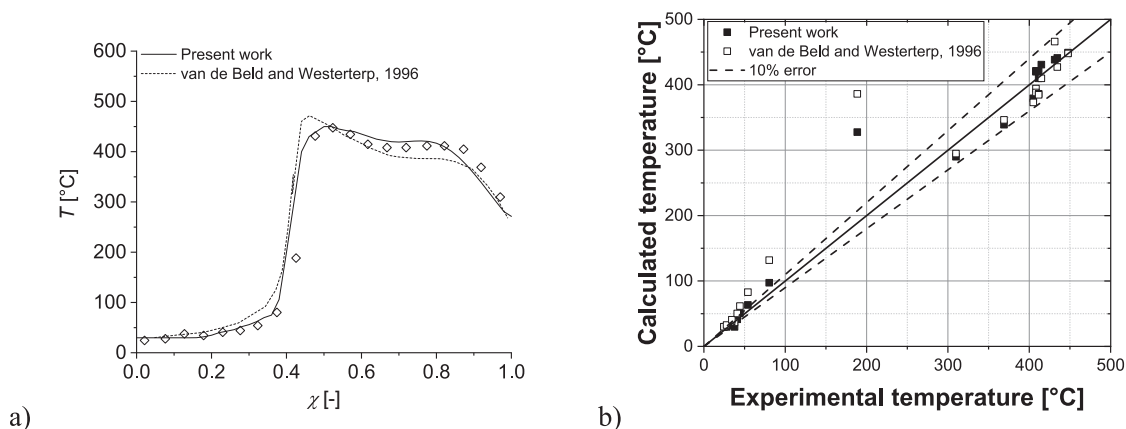 600
500
400
300
200
100
0
T [°C]
Present work
van de Beld and Westerterp, 1996
0.0 0.2 0.4 0.6 0.8 1.0
χ [-]
a)
500
400
300
200
100
0
Calculated temperature [°C]
Present work
van de Beld and Westerterp, 1996
10% error
0 100 200 300 400 500
Experimental temperature [°C]
b)